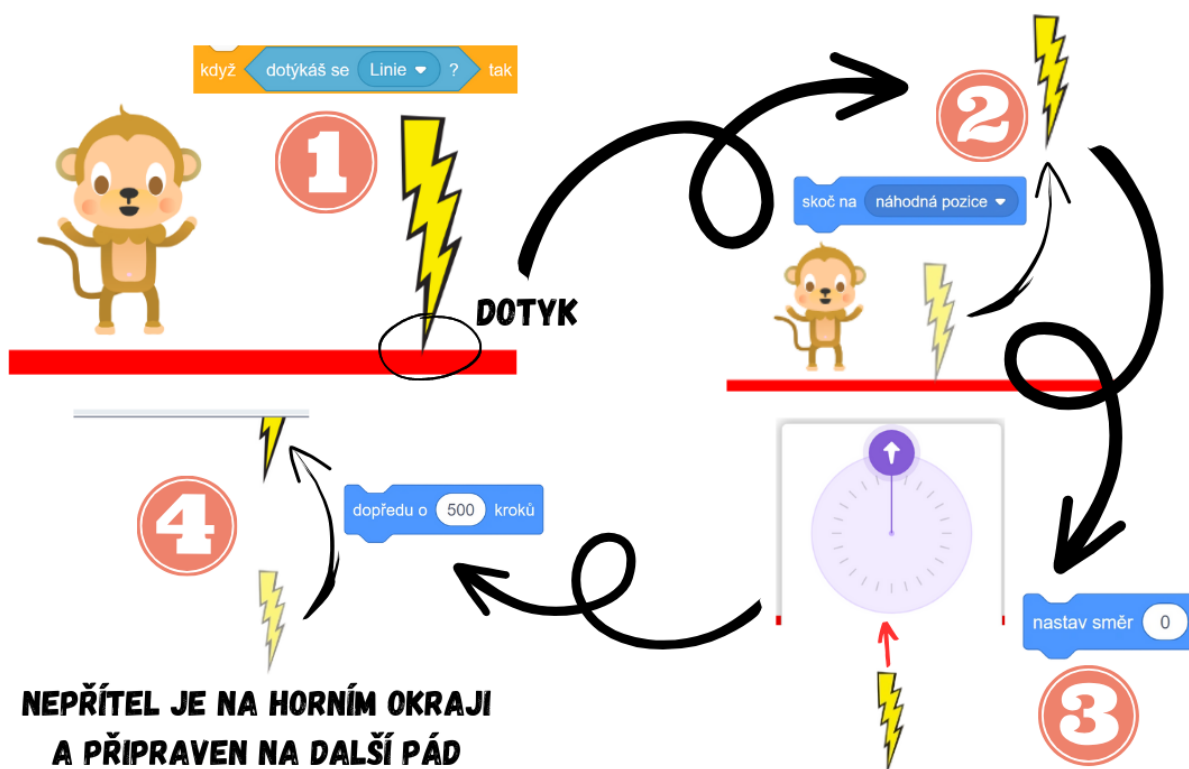 když dotýkáš se Linie ? tak
1
DOTYK
2
skoč na náhodná pozice
nastav směr 0
3
4
dopředu o 500 kroků
NEPŘÍTEL JE NA HORNÍM OKRAJI
A PŘIPRAVEN NA DALŠÍ PÁD